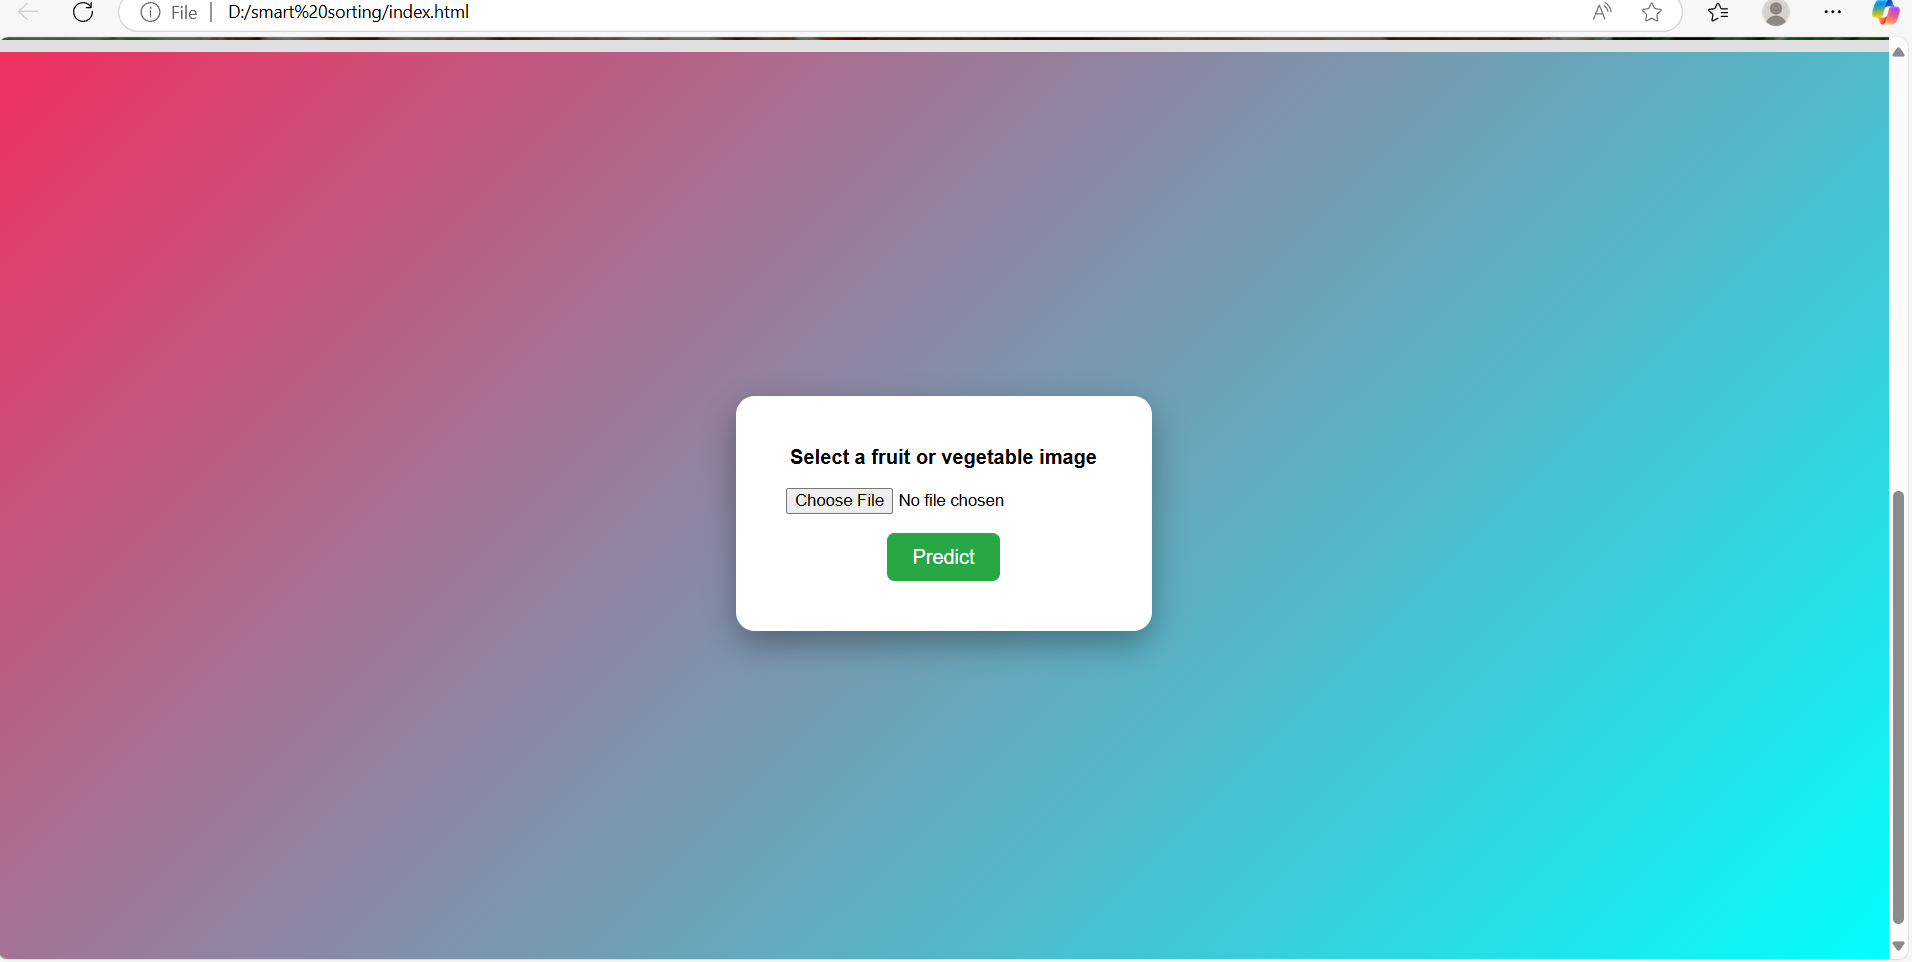 File D:/smart%20sorting/index.html
Select a fruit or vegetable image
Choose File No file chosen
Predict